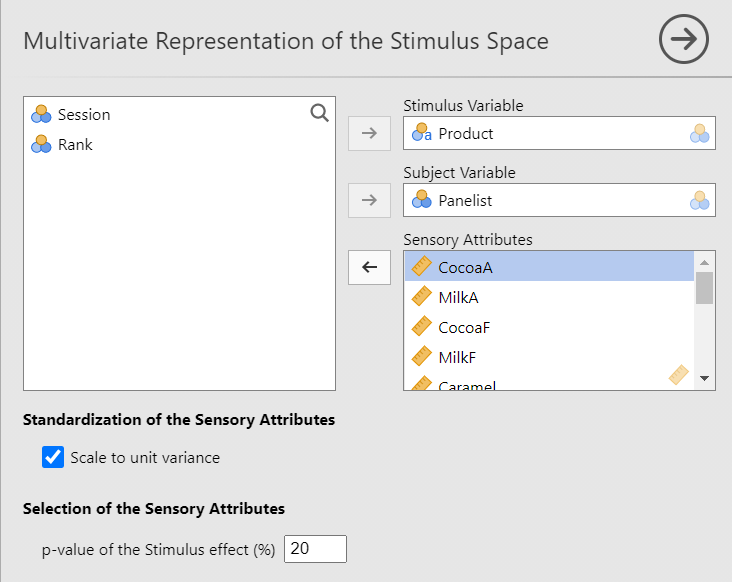 Multivariate Representation of the Stimulus Space
Session
Rank
Stimulus Variable
a Product
Subject Variable
Panelist
Sensory Attributes
CocoaA
MilkA
CocoaF
MilkF
Caramel
Standardization of the Sensory Attributes
Scale to unit variance
Selection of the Sensory Attributes
p-value of the Stimulus effect (%) 20